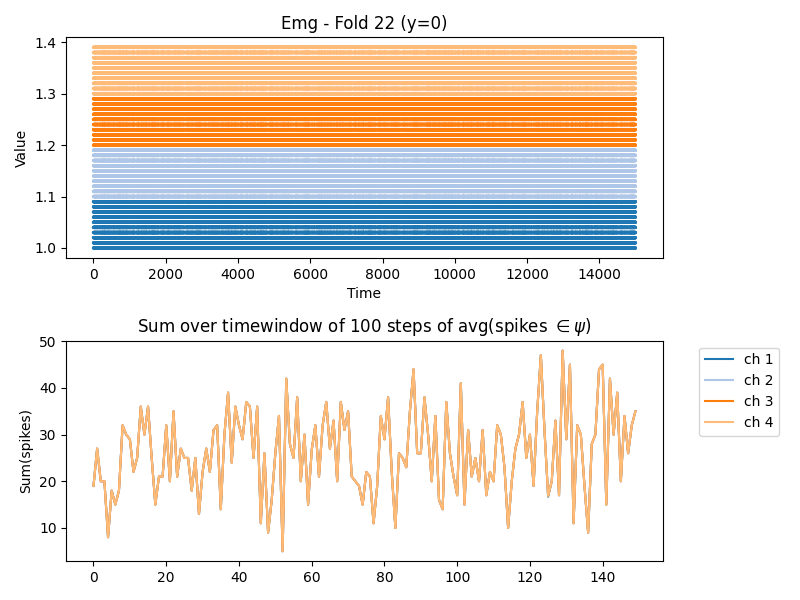 Emg - Fold 22 (y=0)
1.4
1.3
1.2
1.1
1.0
Value
0 2000 4000 6000 8000 10000 12000 14000
Time
Sum over timewindow of 100 steps of avg(spikes ∈ ψ)
50
40
30
20
10
Sum(spikes)
0 20 40 60 80 100 120 140
ch 1
ch 2
ch 3
ch 4